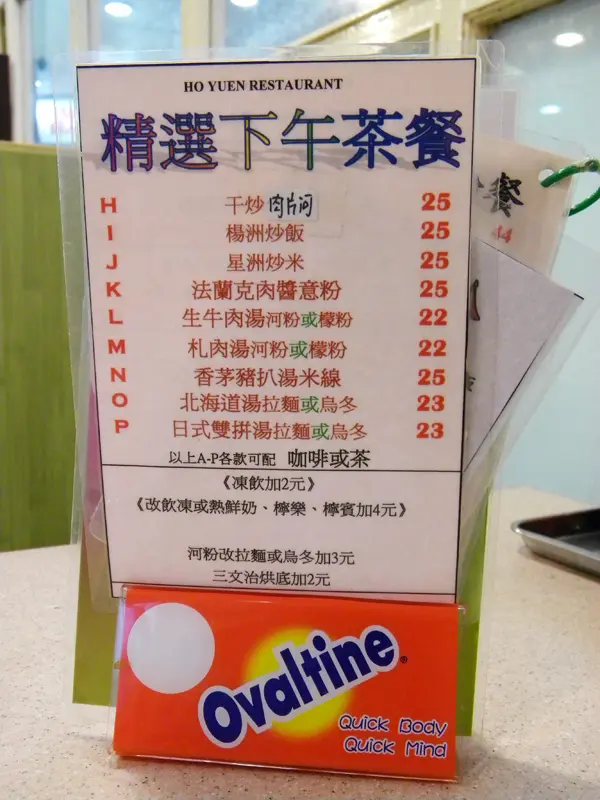 HO YUEN RESTAURANT
精選下午茶餐
H 干炒肉片河 25
I 楊洲炒飯 25
J 星洲炒米 25
K 法蘭克肉醬意粉 25
L 生牛肉湯河粉或檬粉 22
M 札肉湯河粉或檬粉 22
N 香茅豬扒湯米線 25
O 北海道湯拉麵或烏冬 23
P 日式雙拼湯拉麵或烏冬 23
以上A-P各款可配 咖啡或茶
《凍飲加2元》
《改飲凍或熱鮮奶、檸樂、檸賓加4元》
河粉改拉麵或烏冬加3元
三文治烘底加2元
餐
44
Ovaltine
Quick Body
Quick Mind